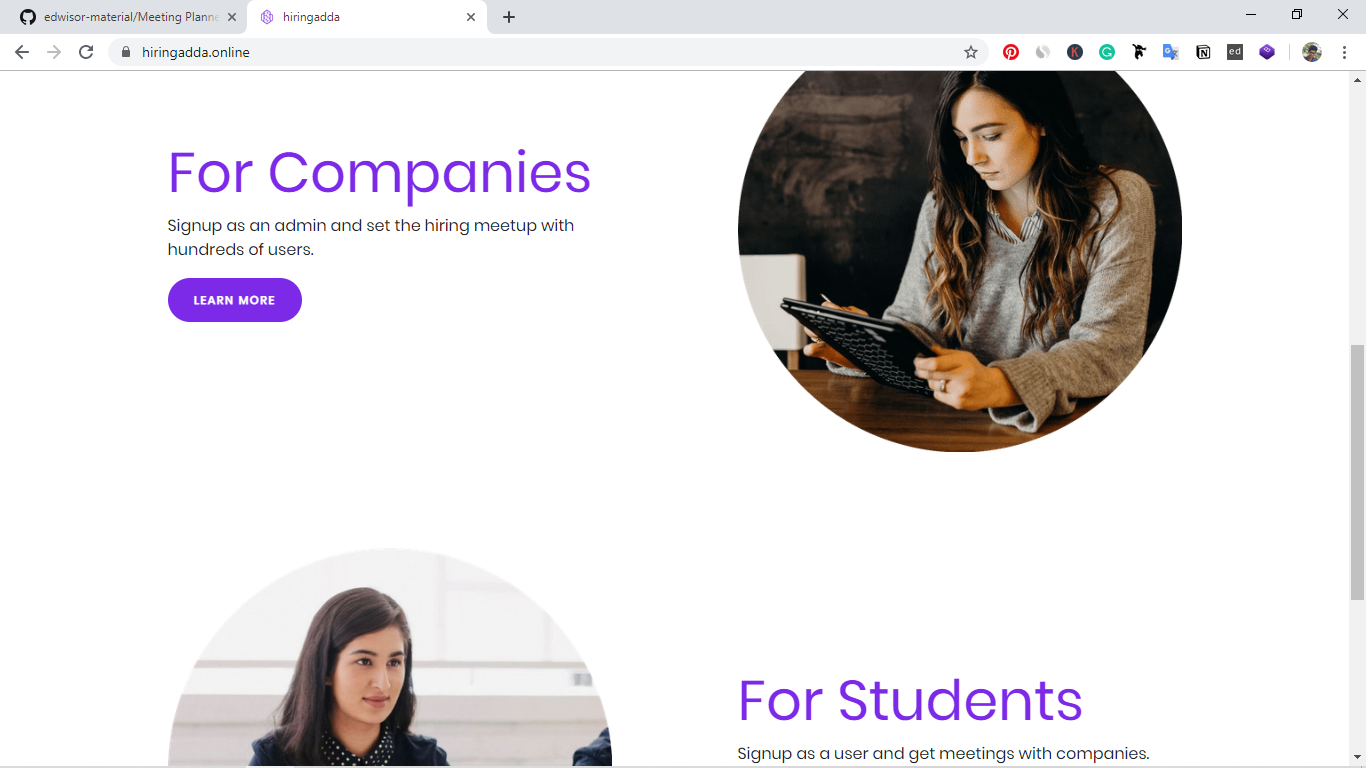 edwisor-material/Meeting Planne
hiringadda
hiringadda.online
ed
For Companies
Signup as an admin and set the hiring meetup with
hundreds of users.
LEARN MORE
For Students
Signup as a user and get meetings with companies.